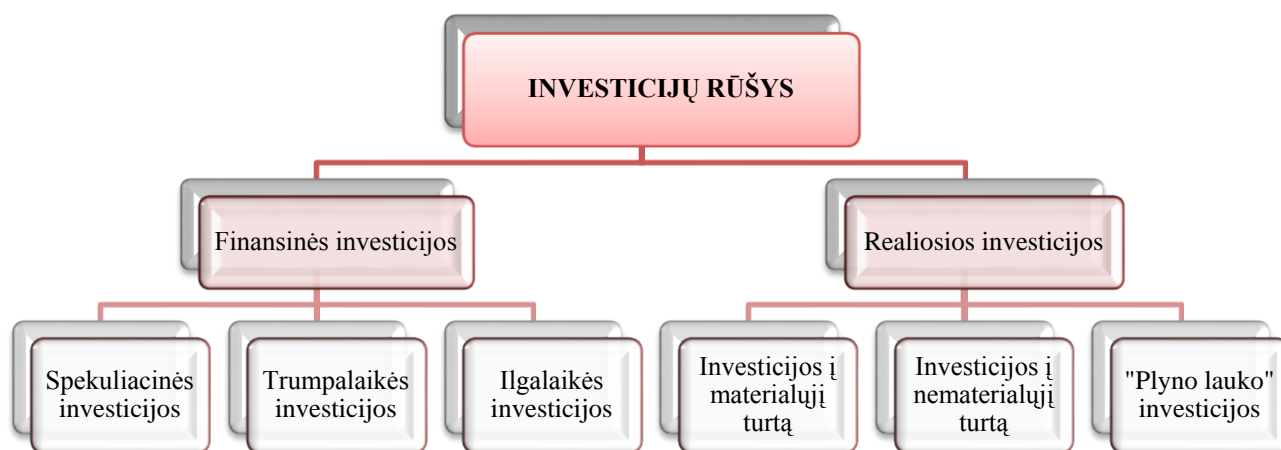 INVESTICIJŲ RŪŠYS
Finansinės investicijos
Realiosios investicijos
Spekuliacinės
investicijos
Trumpalaikės
investicijos
Ilgalaikės
investicijos
Investicijos į
materialųjį
turtą
Investicijos į
nematerialųjį
turtą
"Plyno lauko"
investicijos